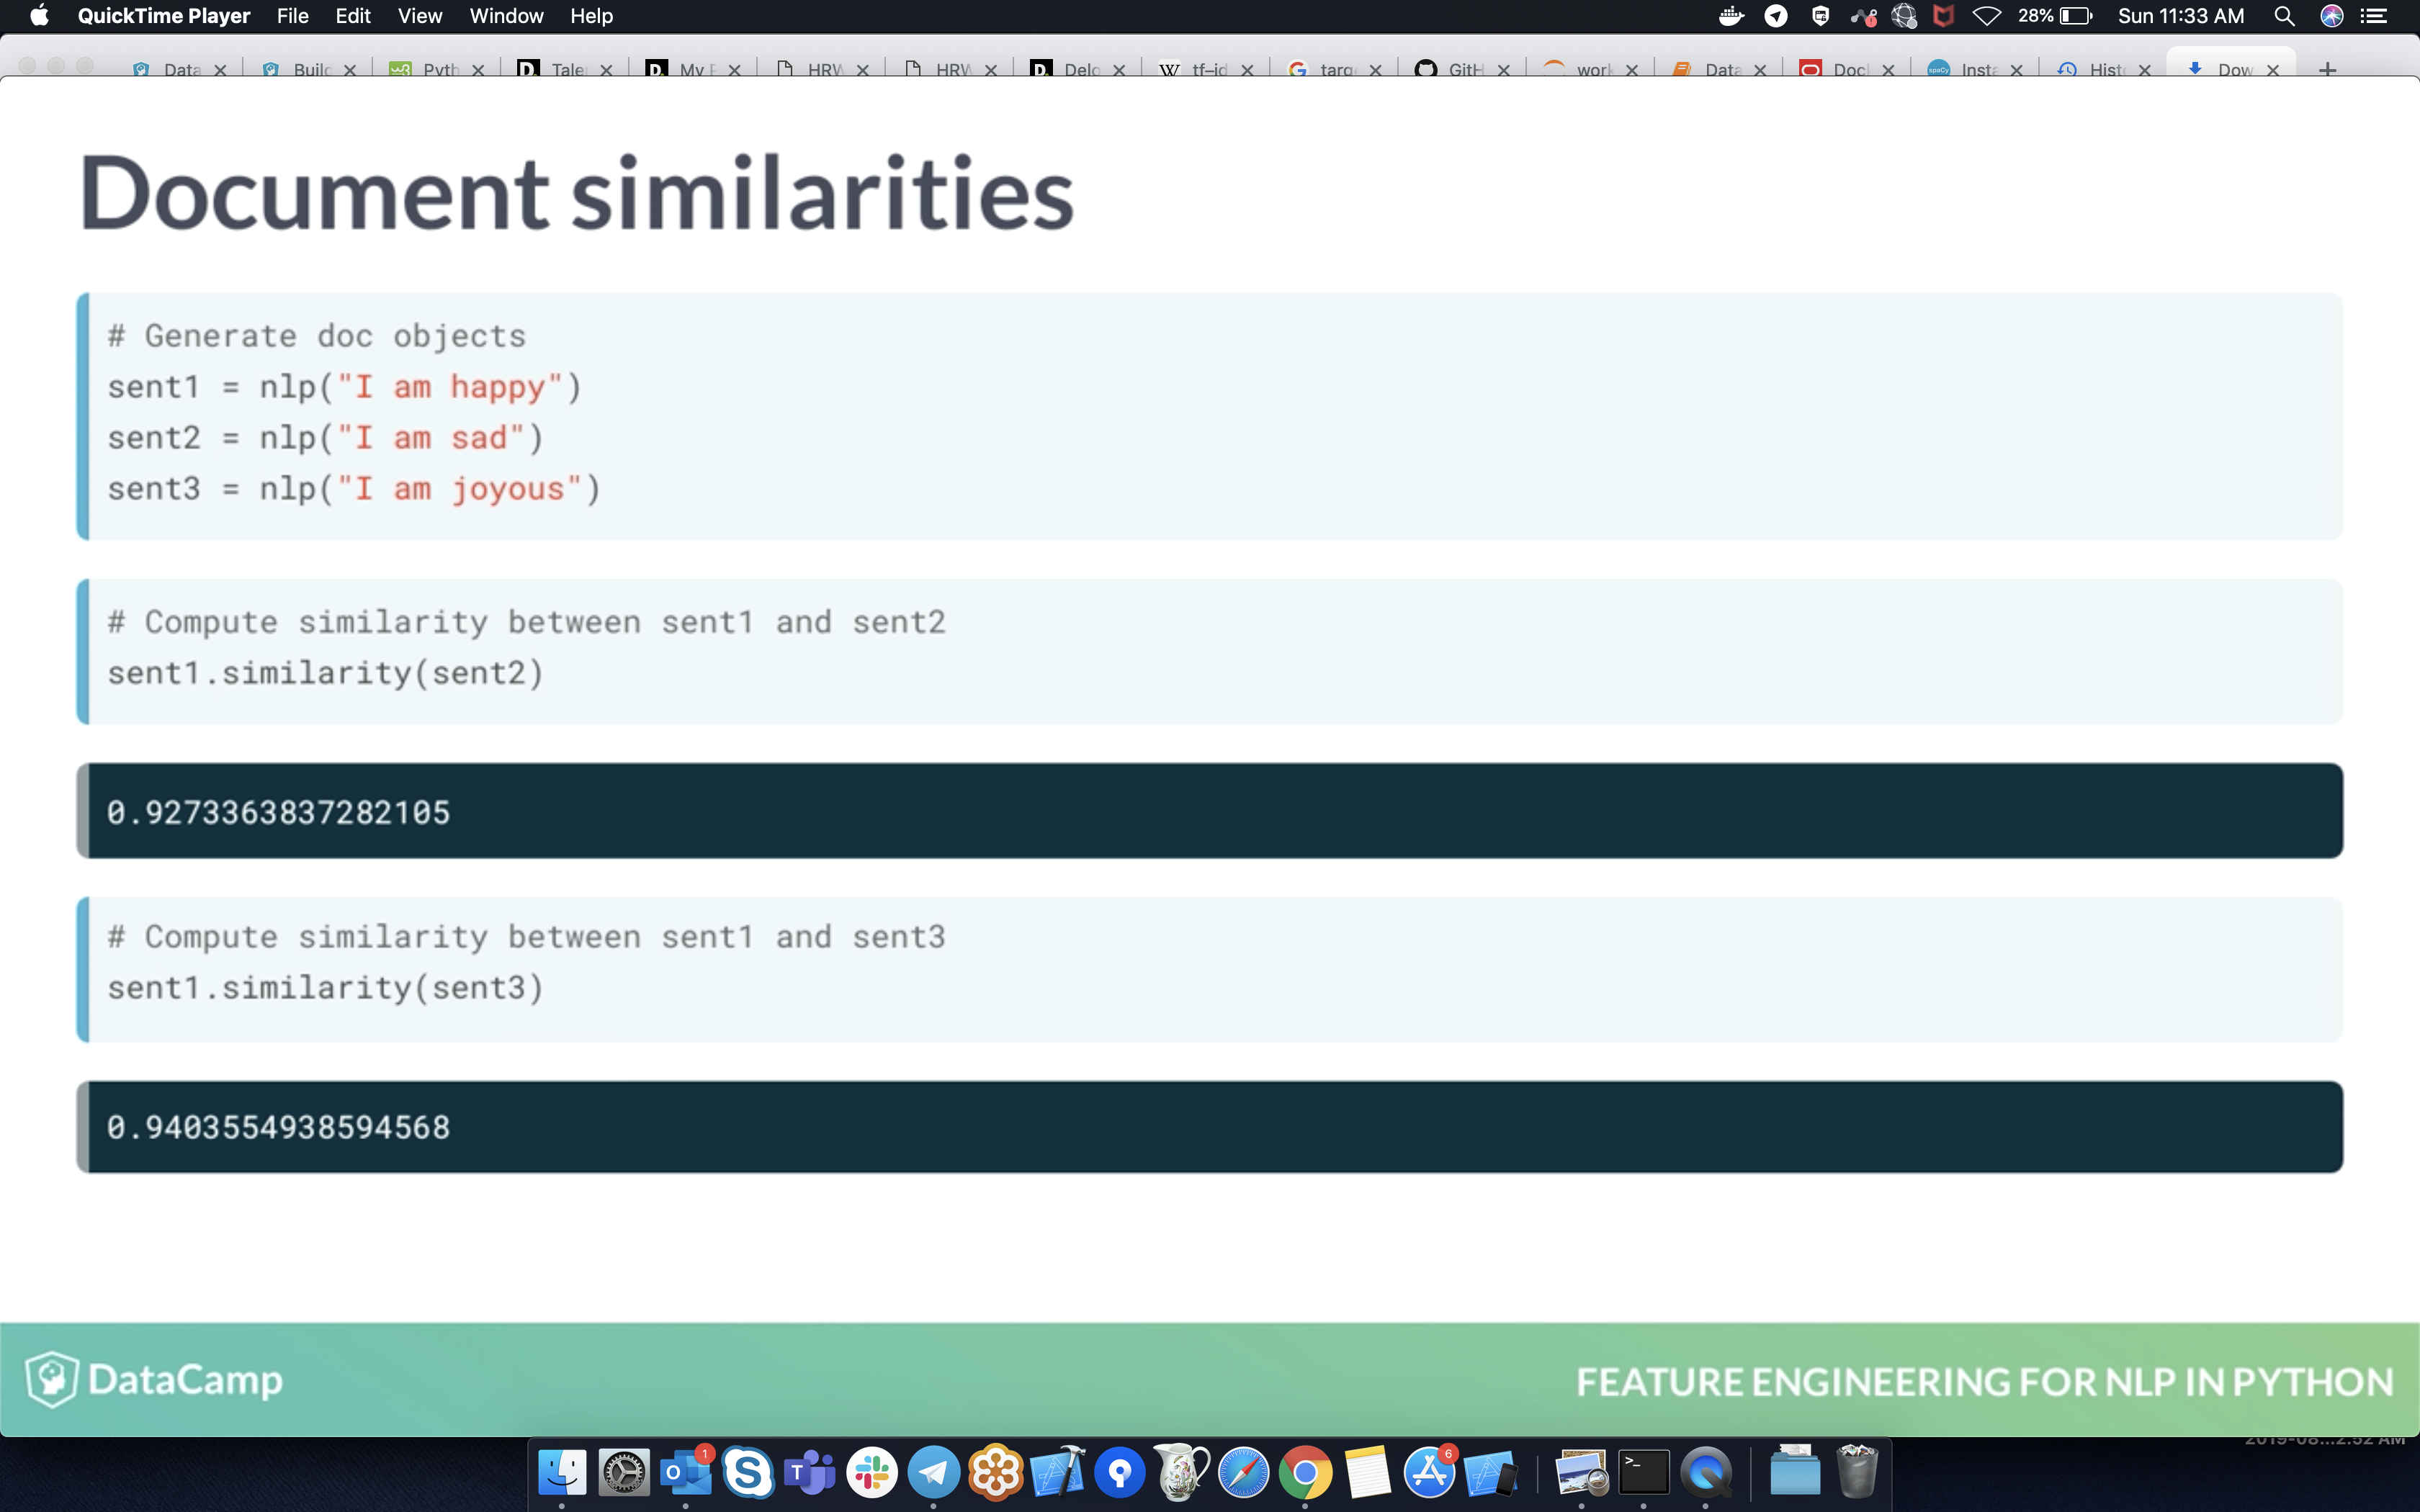 QuickTime Player File Edit View Window Help 28% Sun 11:33 AM
Data Build Pyth Tale My HRW HRW Delo tf-id targ GitH work Data Doc Insta Hist Dow
Document similarities
# Generate doc objects
sent1 = nlp("I am happy")
sent2 = nlp("I am sad")
sent3 = nlp("I am joyous")
# Compute similarity between sent1 and sent2
sent1.similarity(sent2)
0.9273363837282105
# Compute similarity between sent1 and sent3
sent1.similarity(sent3)
0.9403554938594568
DataCamp
FEATURE ENGINEERING FOR NLP IN PYTHON
1
6